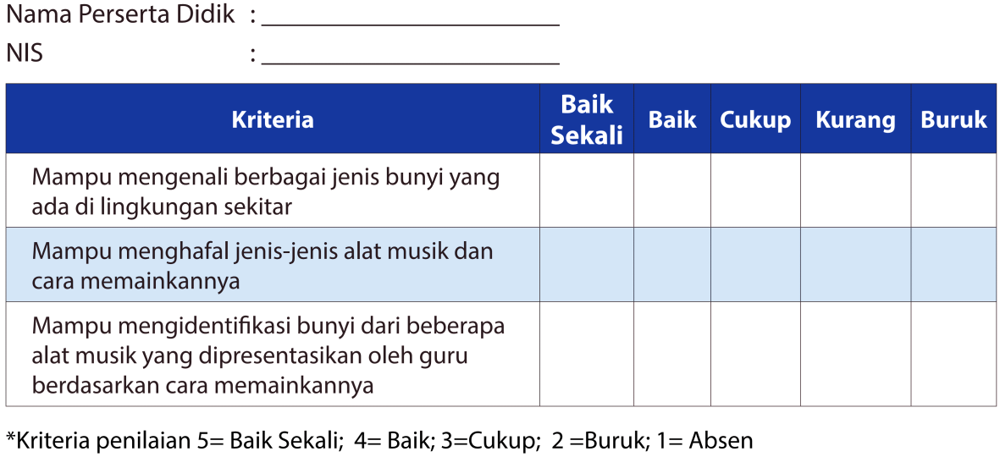 Nama Perserta Didik : ____________________
NIS : ____________________
Kriteria Baik Sekali Baik Cukup Kurang Buruk
Mampu mengenali berbagai jenis bunyi yang
ada di lingkungan sekitar
Mampu menghafal jenis-jenis alat musik dan
cara memainkannya
Mampu mengidentifikasi bunyi dari beberapa
alat musik yang dipresentasikan oleh guru
berdasarkan cara memainkannya
*Kriteria penilaian 5= Baik Sekali; 4= Baik; 3=Cukup; 2 =Buruk; 1= Absen